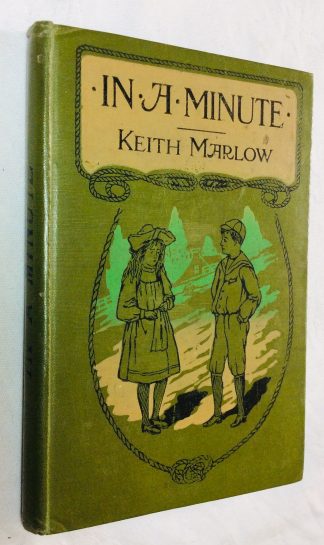 ·IN·A·MINUTE·
KEITH MARLOW
IN A MINUTE